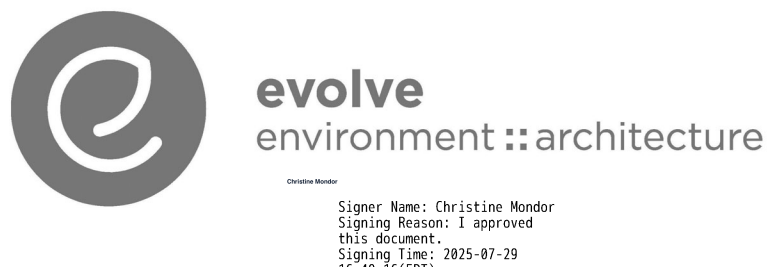 evolve
environment :: architecture
Christine Mondor
Signer Name: Christine Mondor
Signing Reason: I approved
this document.
Signing Time: 2025-07-29